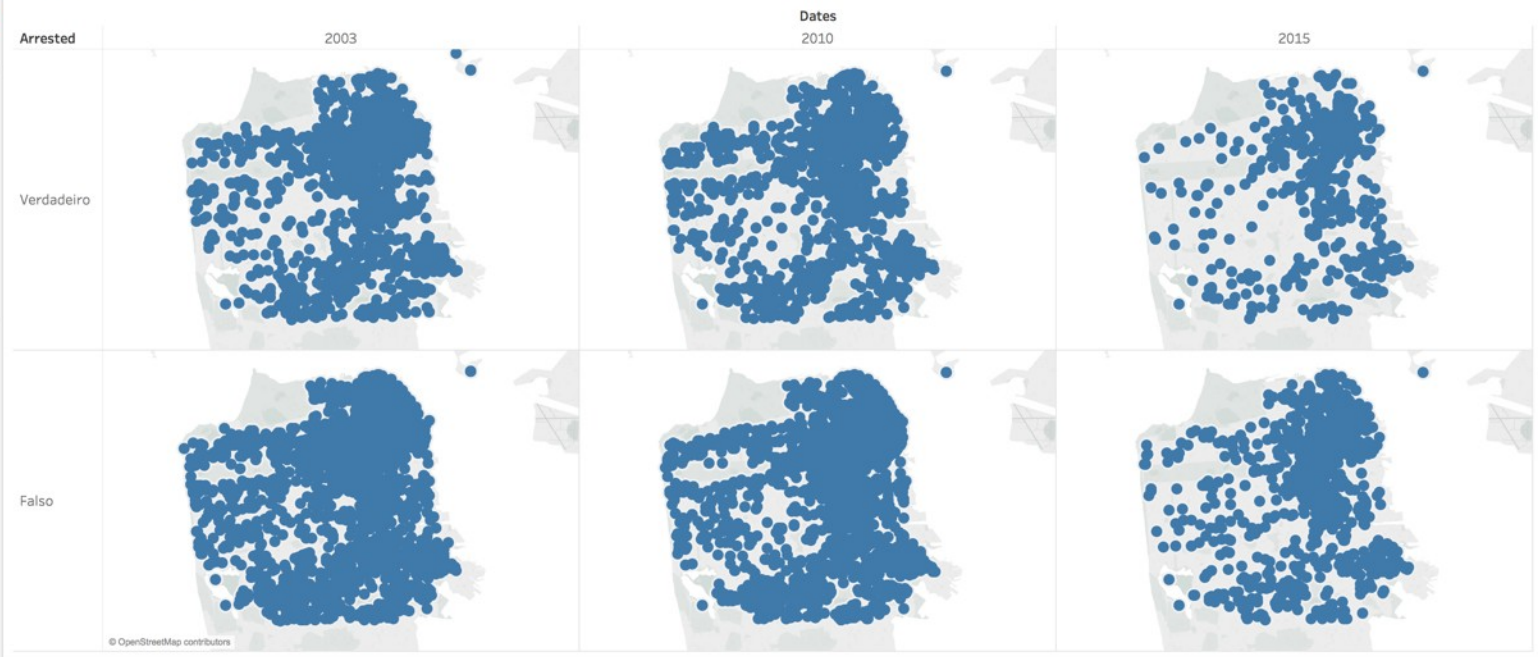 Dates
Arrested 2003 2010 2015
Verdadeiro
Falso
© OpenStreetMap contributors